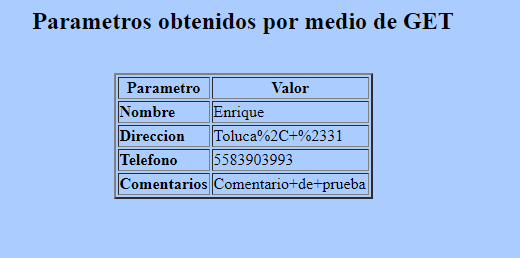 Parametros obtenidos por medio de GET
Parametro Valor
Nombre Enrique
Direccion Toluca%2C+%2331
Telefono 5583903993
Comentarios Comentario+de+prueba